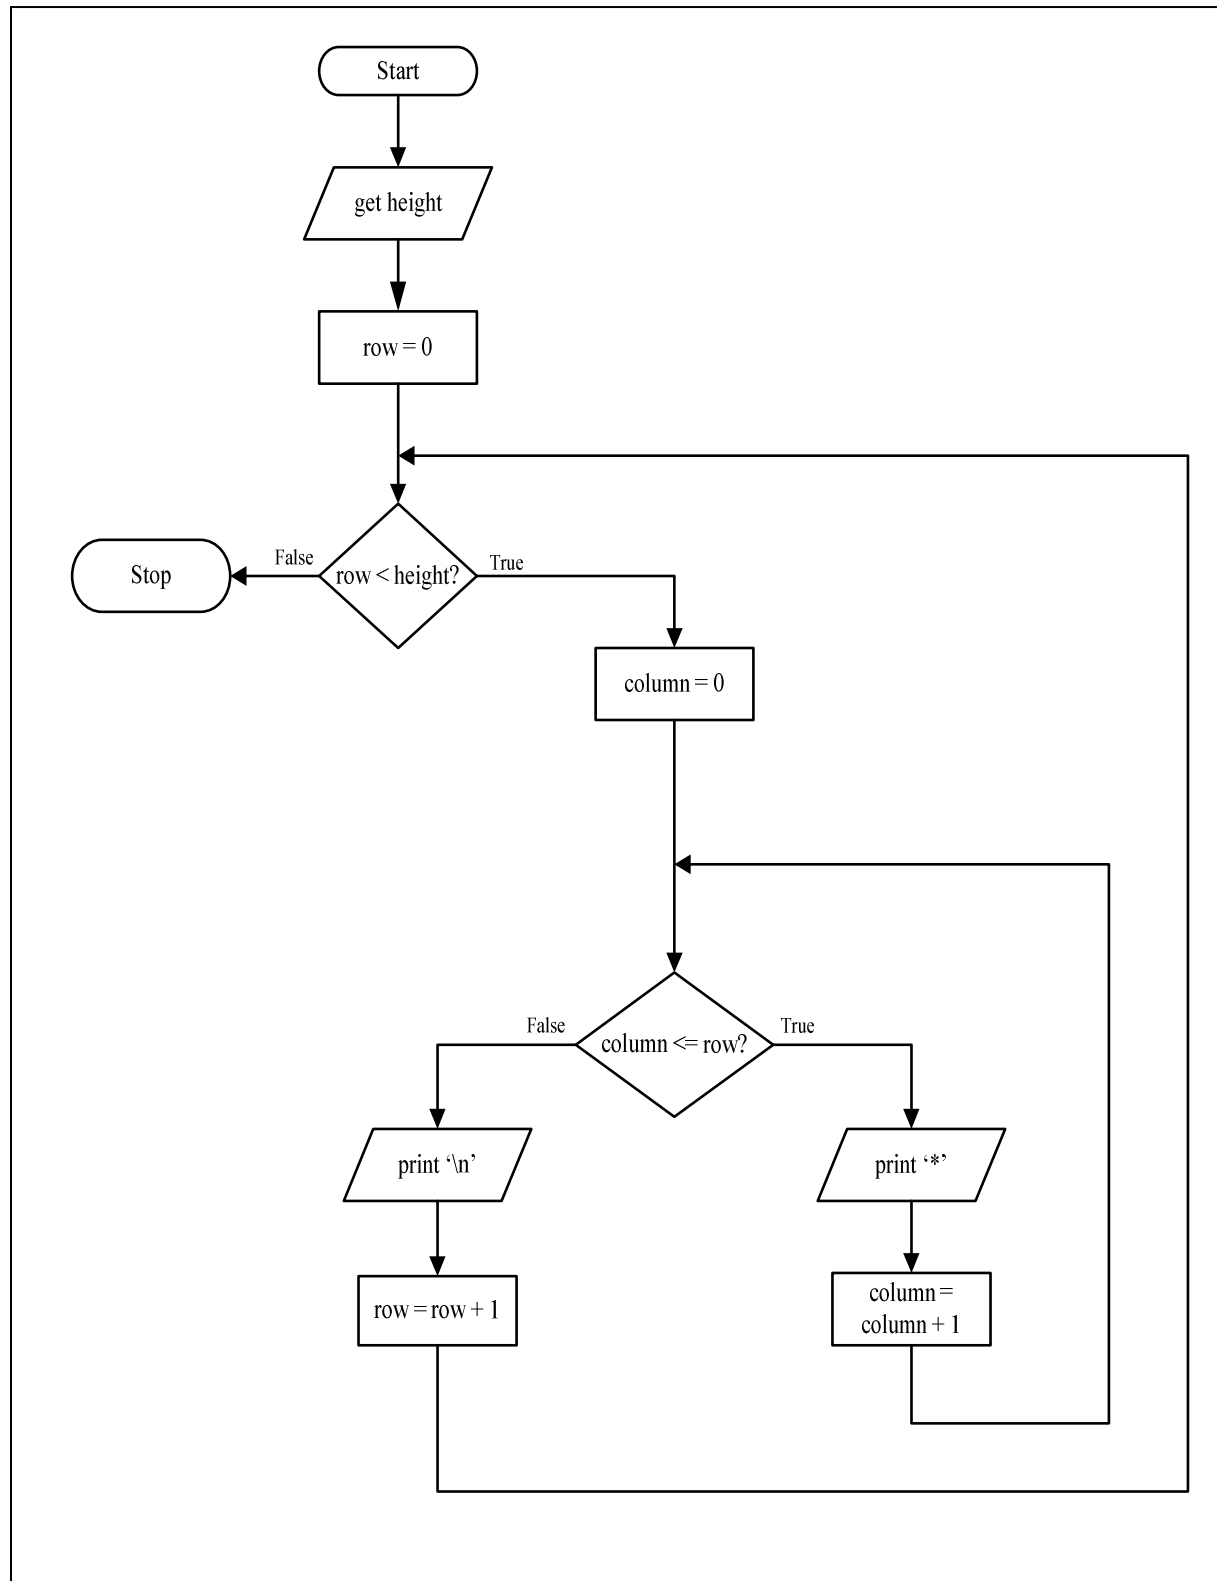 Start
get height
row = 0
False
True
Stop
row < height?
column = 0
False
True
column <= row?
print ‘\n’
print ‘*’
row = row + 1
column =
column + 1